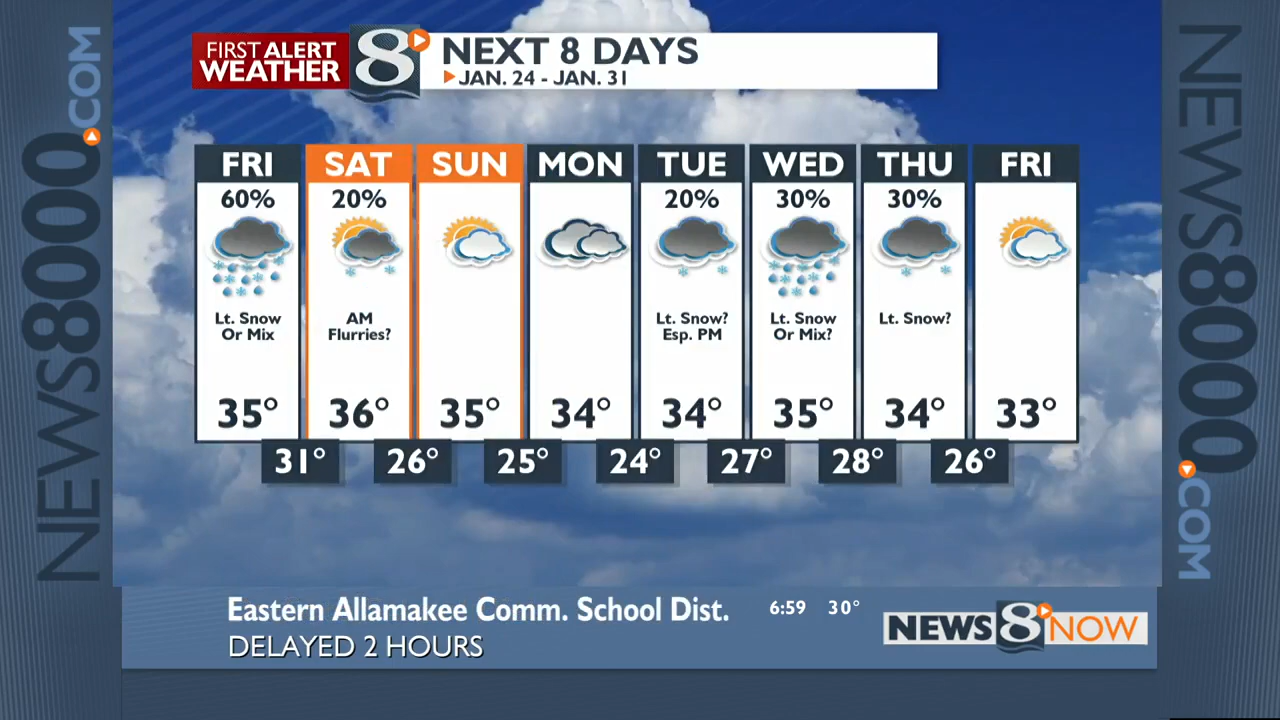 NEWS8000.COM
FIRST ALERT
WEATHER
8
NEXT 8 DAYS
JAN. 24 - JAN. 31
FRI SAT SUN MON TUE WED THU FRI
60% 20% 20% 30% 30%
Lt. Snow
Or Mix
AM
Flurries?
Lt. Snow?
Esp. PM
Lt. Snow
Or Mix?
Lt. Snow?
35° 36° 35° 34° 34° 35° 34° 33°
31° 26° 25° 24° 27° 28° 26°
Eastern Allamakee Comm. School Dist.
DELAYED 2 HOURS
6:59 30°
NEWS 8 NOW
NEWS8000.COM